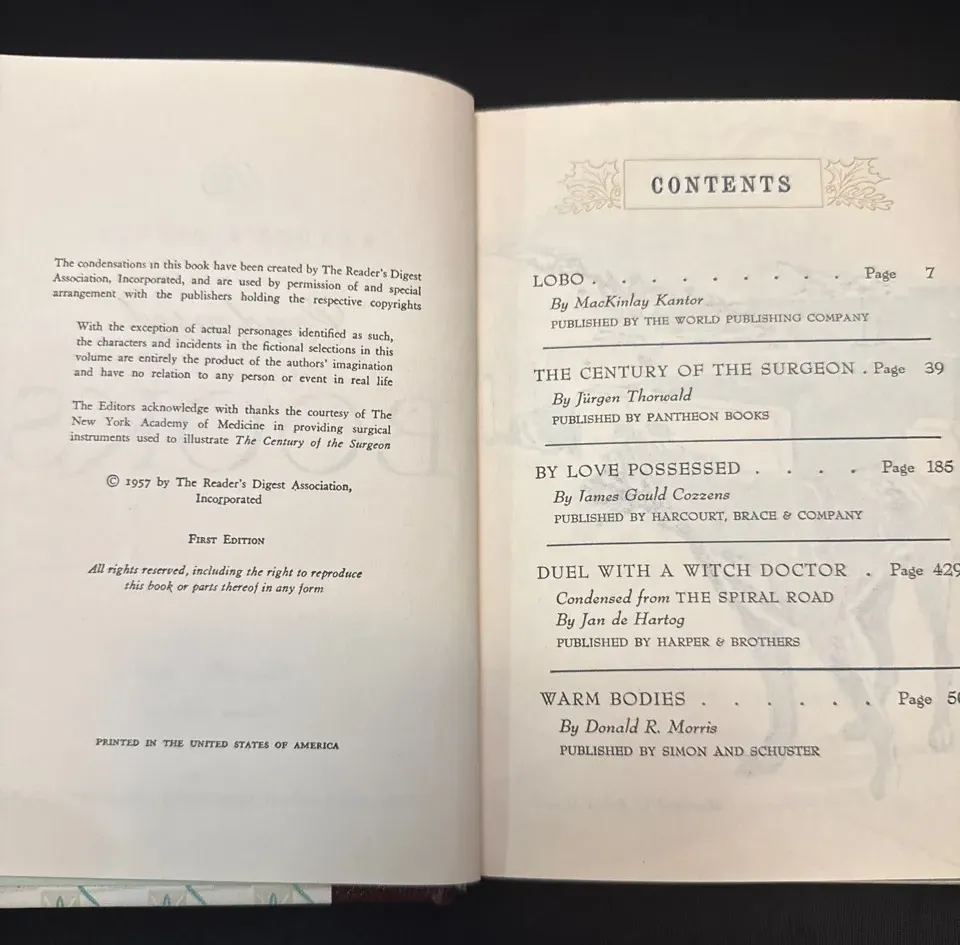 The condensations in this book have been created by The Reader's Digest
Association, Incorporated, and are used by permission of and special
arrangement with the publishers holding the respective copyrights
With the exception of actual personages identified as such,
the characters and incidents in the fictional selections in this
volume are entirely the product of the authors' imagination
and have no relation to any person or event in real life
The Editors acknowledge with thanks the courtesy of The
New York Academy of Medicine in providing surgical
instruments used to illustrate The Century of the Surgeon
© 1957 by The Reader's Digest Association,
Incorporated
FIRST EDITION
All rights reserved, including the right to reproduce
this book or parts thereof in any form
PRINTED IN THE UNITED STATES OF AMERICA
CONTENTS
LOBO . . . . . . . . . Page 7
By MacKinlay Kantor
PUBLISHED BY THE WORLD PUBLISHING COMPANY
THE CENTURY OF THE SURGEON . Page 39
By Jürgen Thorwald
PUBLISHED BY PANTHEON BOOKS
BY LOVE POSSESSED . . . . Page 185
By James Gould Cozzens
PUBLISHED BY HARCOURT, BRACE & COMPANY
DUEL WITH A WITCH DOCTOR . Page 429
Condensed from THE SPIRAL ROAD
By Jan de Hartog
PUBLISHED BY HARPER & BROTHERS
WARM BODIES . . . . . . Page
By Donald R. Morris
PUBLISHED BY SIMON AND SCHUSTER